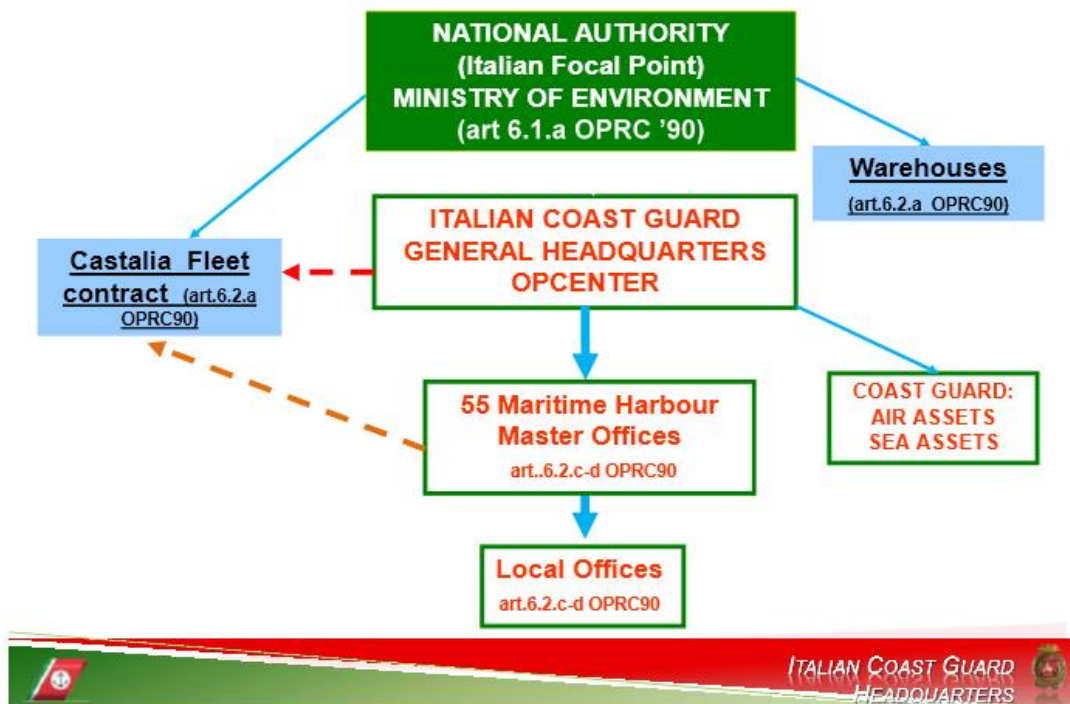 NATIONAL AUTHORITY
(Italian Focal Point)
MINISTRY OF ENVIRONMENT
(art 6.1.a OPRC ’90)
Warehouses
(art.6.2.a OPRC90)
ITALIAN COAST GUARD
GENERAL HEADQUARTERS
OPCENTER
Castalia Fleet
contract (art.6.2.a
OPRC90)
55 Maritime Harbour
Master Offices
art..6.2.c-d OPRC90
COAST GUARD:
AIR ASSETS
SEA ASSETS
Local Offices
art.6.2.c-d OPRC90
ITALIAN COAST GUARD
HEADQUARTERS